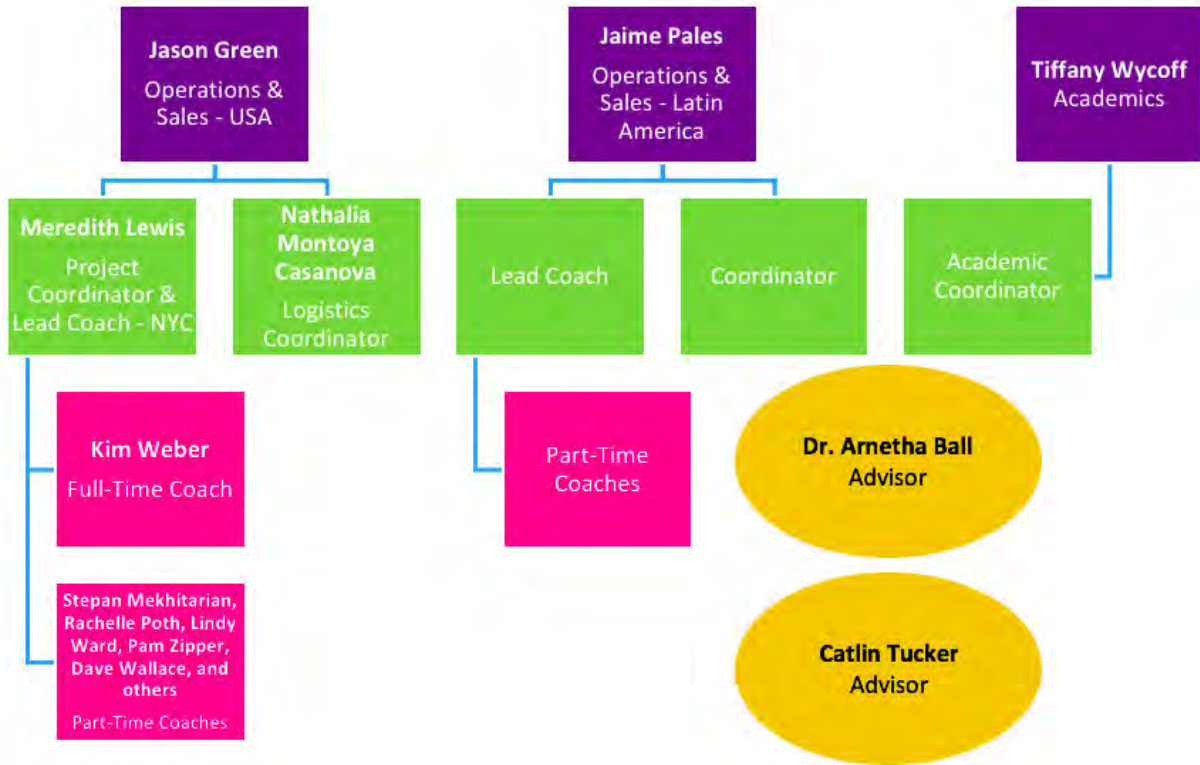 Jason Green
Operations &
Sales - USA
Jaime Pales
Operations &
Sales - Latin
America
Tiffany Wycoff
Academics
Meredith Lewis
Project
Coordinator &
Lead Coach - NYC
Nathalia
Montoya
Casanova
Logistics
Coordinator
Lead Coach
Coordinator
Academic
Coordinator
Kim Weber
Full-Time Coach
Part-Time
Coaches
Dr. Arnetha Ball
Advisor
Stepan Mekhitarian,
Rachelle Poth, Lindy
Ward, Pam Zipper,
Dave Wallace, and
others
Part-Time Coaches
Catlin Tucker
Advisor